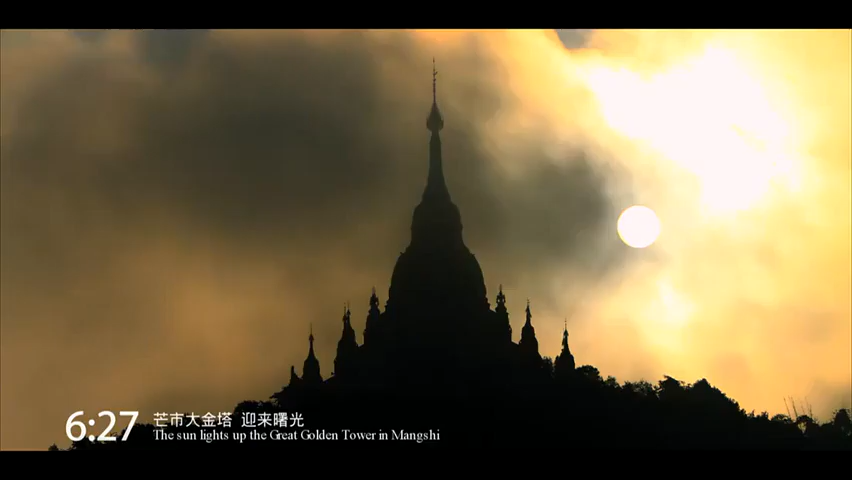 6:27
芒市大金塔 迎来曙光
The sun lights up the Great Golden Tower in Mangshi